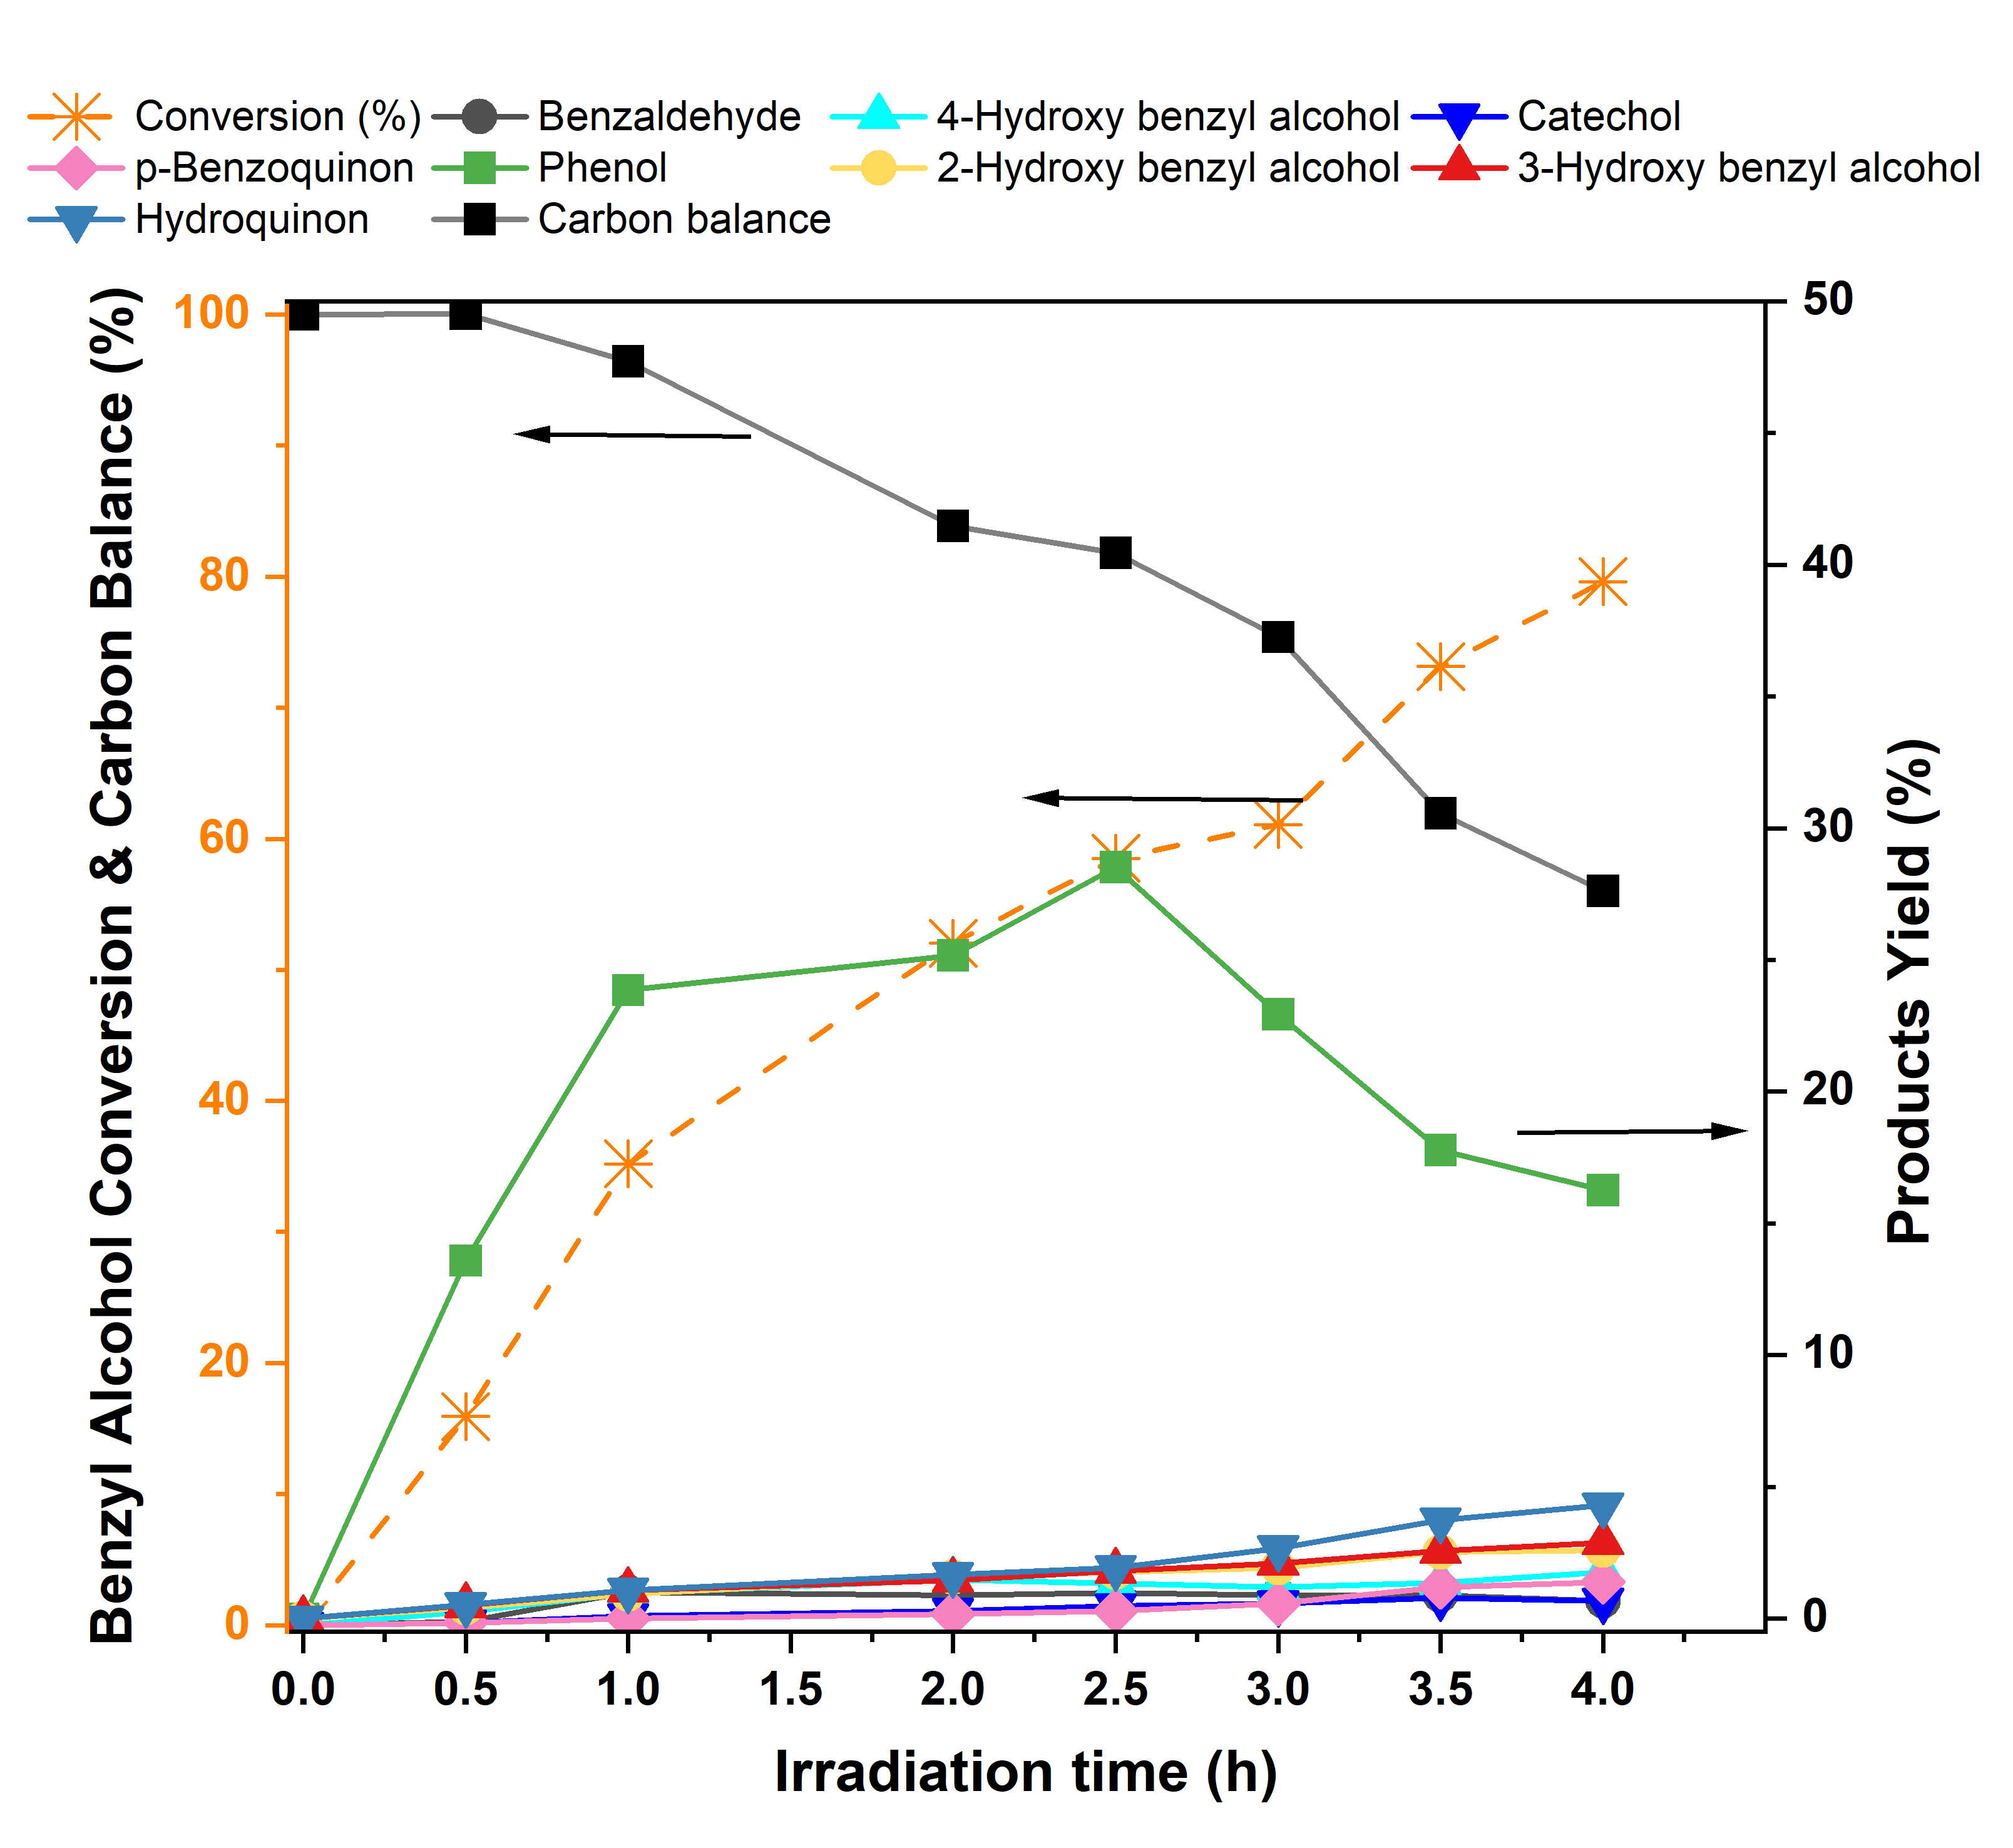 Conversion (%) Benzaldehyde 4-Hydroxy benzyl alcohol Catechol
p-Benzoquinon Phenol 2-Hydroxy benzyl alcohol 3-Hydroxy benzyl alcohol
Hydroquinon Carbon balance
Benzyl Alcohol Conversion & Carbon Balance (%)
100
80
60
40
20
0
50
40
30
20
10
0
Products Yield (%)
0.0 0.5 1.0 1.5 2.0 2.5 3.0 3.5 4.0
Irradiation time (h)